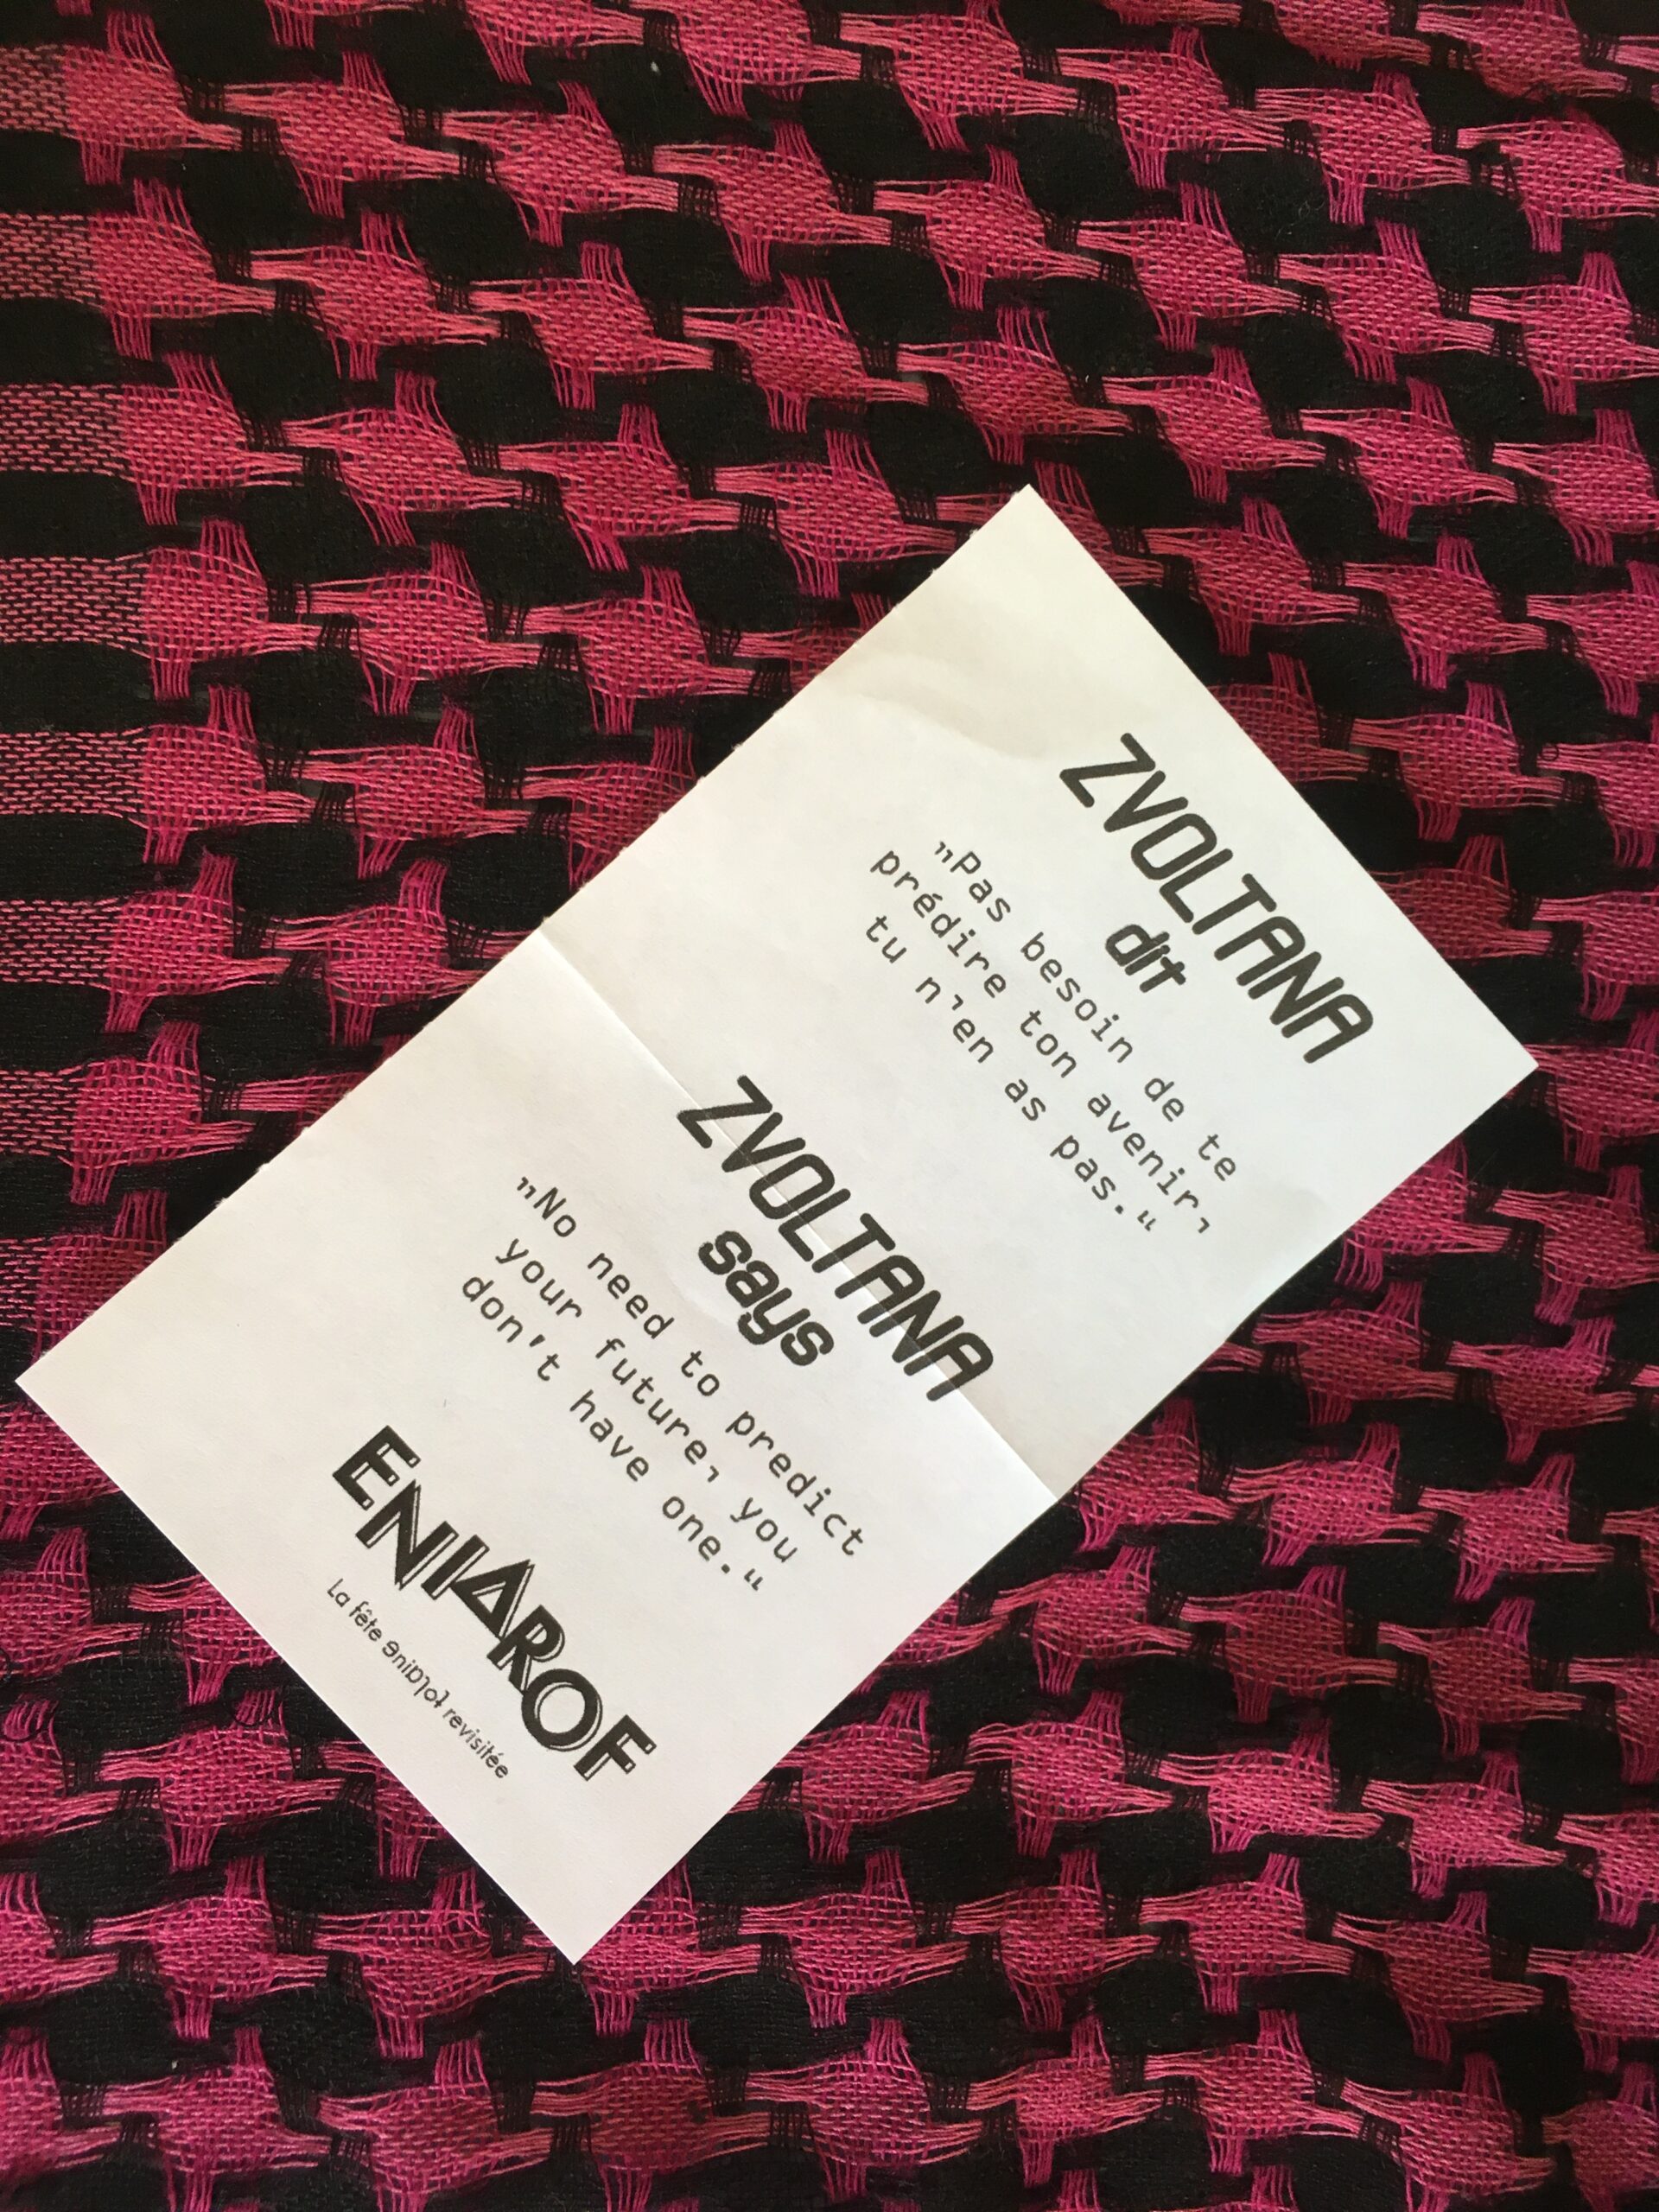 ZVOLTANA
dit
„Pas besoin de te
prédire ton avenir,
tu n'en as pas.“
ZVOLTANA
says
„No need to predict
your future, you
don't have one.“
ENIAROF
La fête foraine revisitée